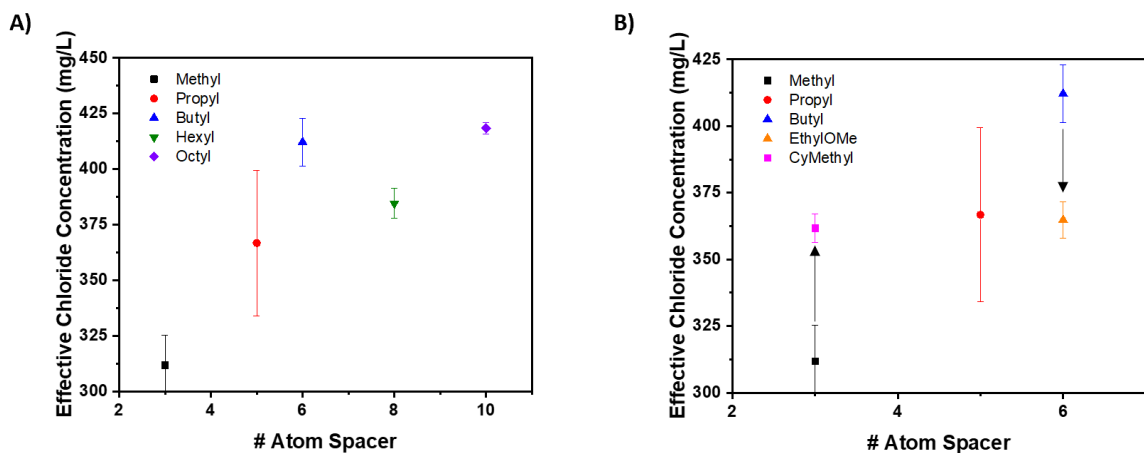 A)
Effective Chloride Concentration (mg/L)
450
425
400
375
350
325
300
Methyl
Propyl
Butyl
Hexyl
Octyl
2
4
6
8
10
# Atom Spacer
B)
Effective Chloride Concentration (mg/L)
425
400
375
350
325
300
Methyl
Propyl
Butyl
EthylOMe
CyMethyl
2
4
6
# Atom Spacer